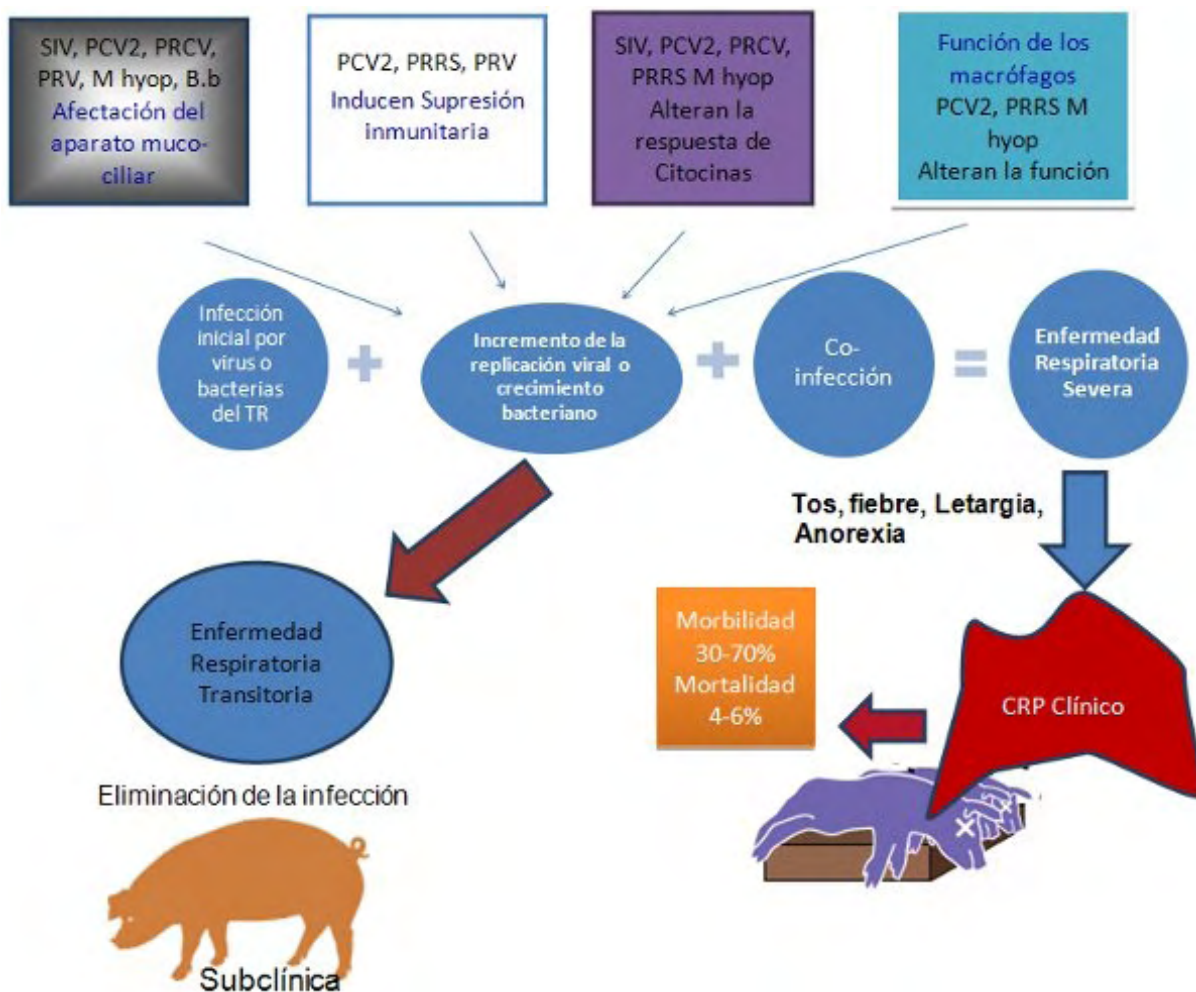 SIV, PCV2, PRCV,
PRV, M hyop, B.b
Afectación del
aparato muco-
ciliar
PCV2, PRRS, PRV
Inducen Supresión
inmunitaria
SIV, PCV2, PRCV,
PRRS M hyop
Alteran la
respuesta de
Citocinas
Función de los
macrófagos
PCV2, PRRS M
hyop
Alteran la función
Infección
inicial por
virus o
bacterias
del TR
+
Incremento de la
replicación viral o
crecimiento
bacteriano
+
Co-
infección
=
Enfermedad
Respiratoria
Severa
Tos, fiebre, Letargia,
Anorexia
Enfermedad
Respiratoria
Transitoria
Morbilidad
30-70%
Mortalidad
4-6%
CRP Clínico
Eliminación de la infección
Subclínica